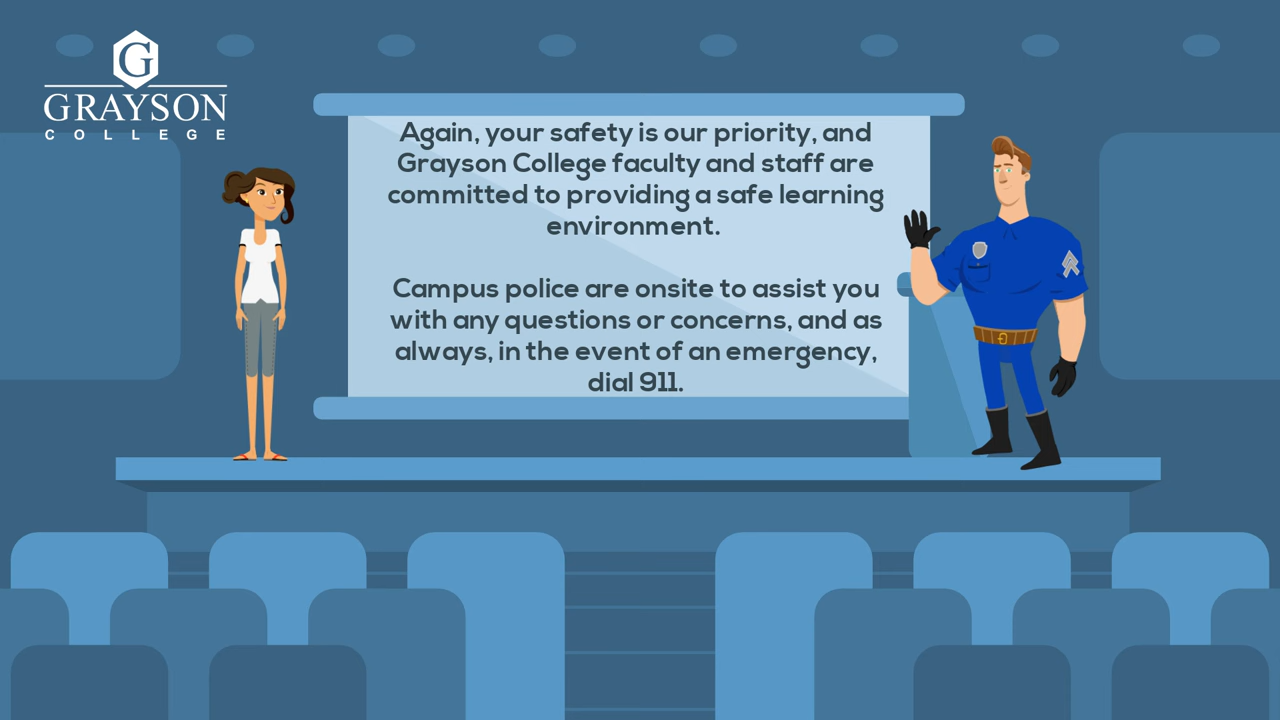 G
GRAYSON
COLLEGE
Again, your safety is our priority, and
Grayson College faculty and staff are
committed to providing a safe learning
environment.
Campus police are onsite to assist you
with any questions or concerns, and as
always, in the event of an emergency,
dial 911.